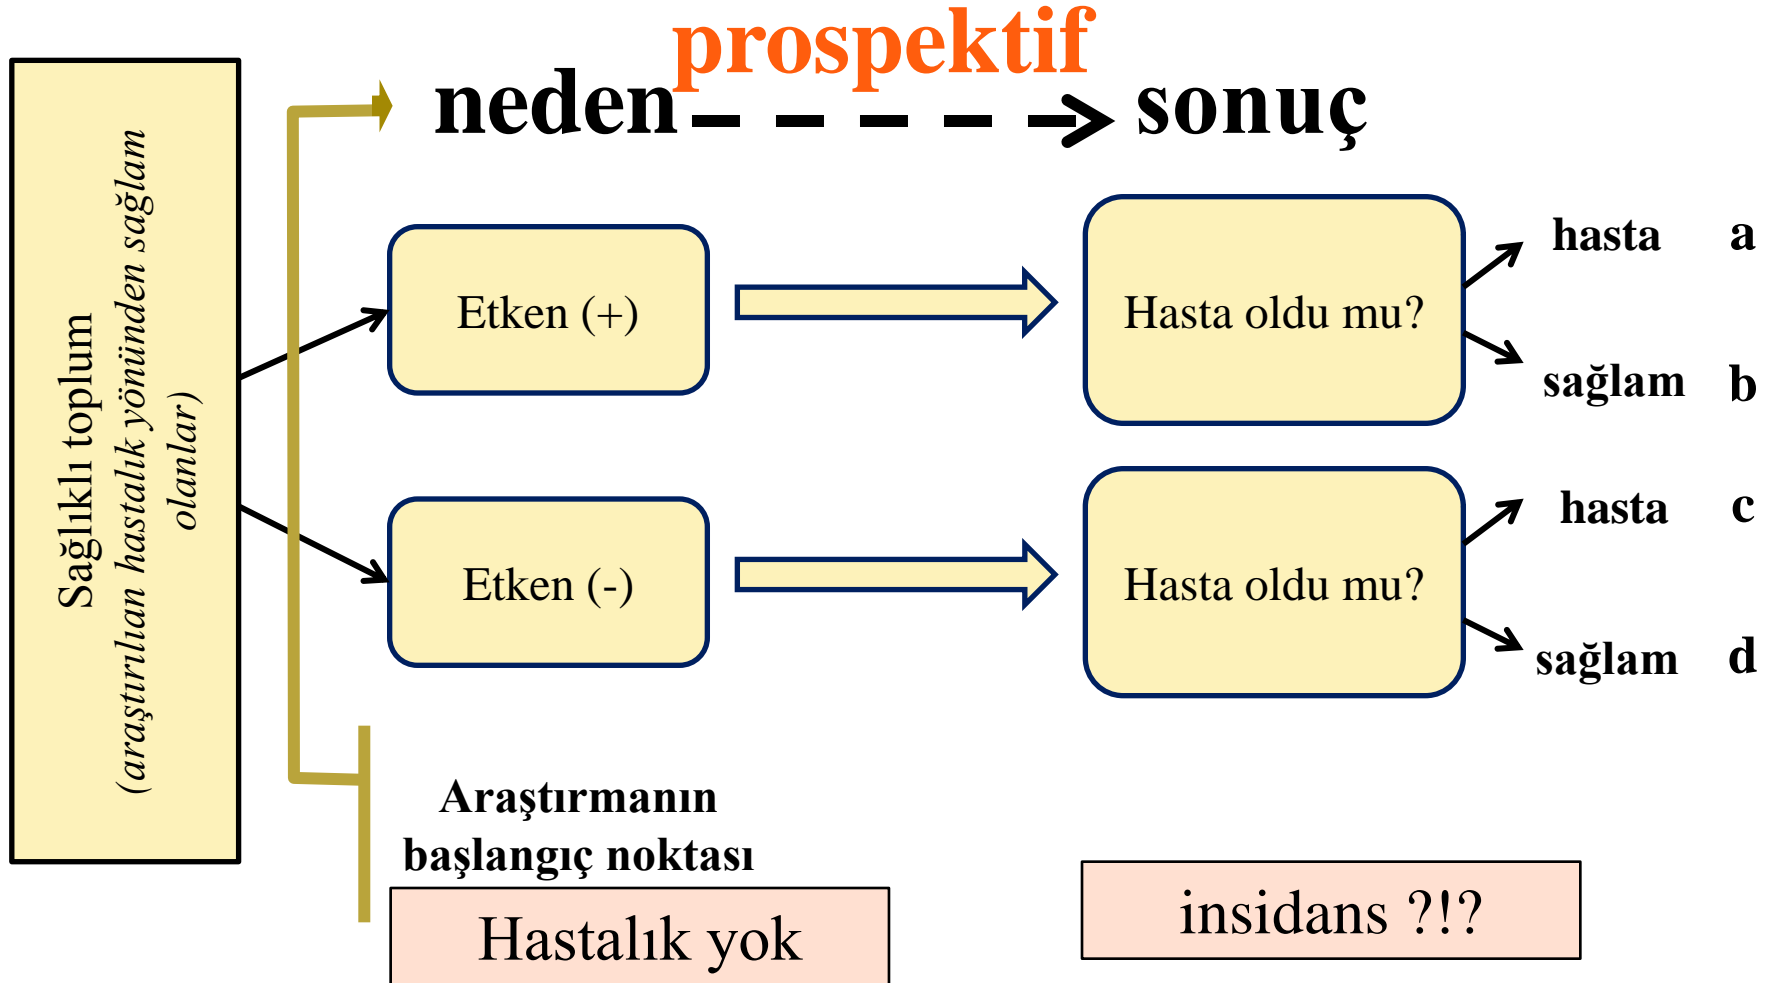 prospektif
neden
sonuç
Sağlıklı toplum
(araştırılıan hastalık yönünden sağlam
olanlar)
Etken (+)
Hasta oldu mu?
hasta a
sağlam b
Etken (-)
Hasta oldu mu?
hasta c
sağlam d
Araştırmanın
başlangıç noktası
Hastalık yok
insidans ?!?